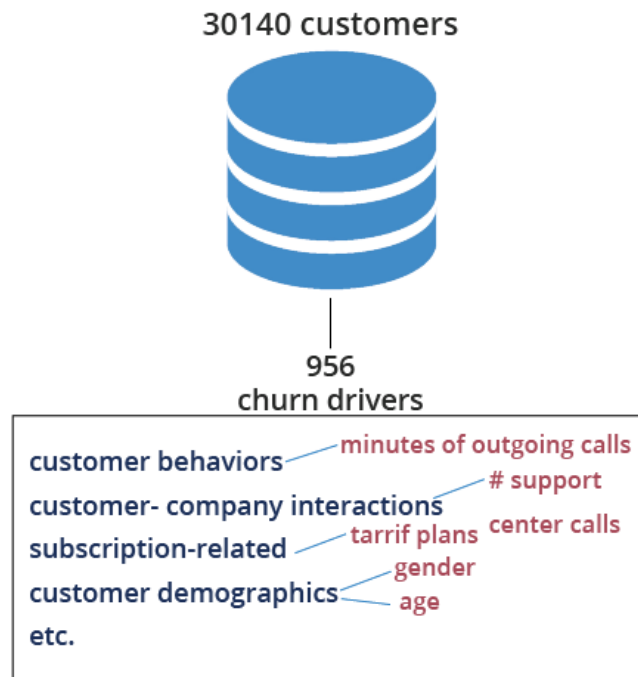 30140 customers
956
churn drivers
customer behaviors
minutes of outgoing calls
customer- company interactions
# support
center calls
subscription-related
tarrif plans
customer demographics
gender
age
etc.